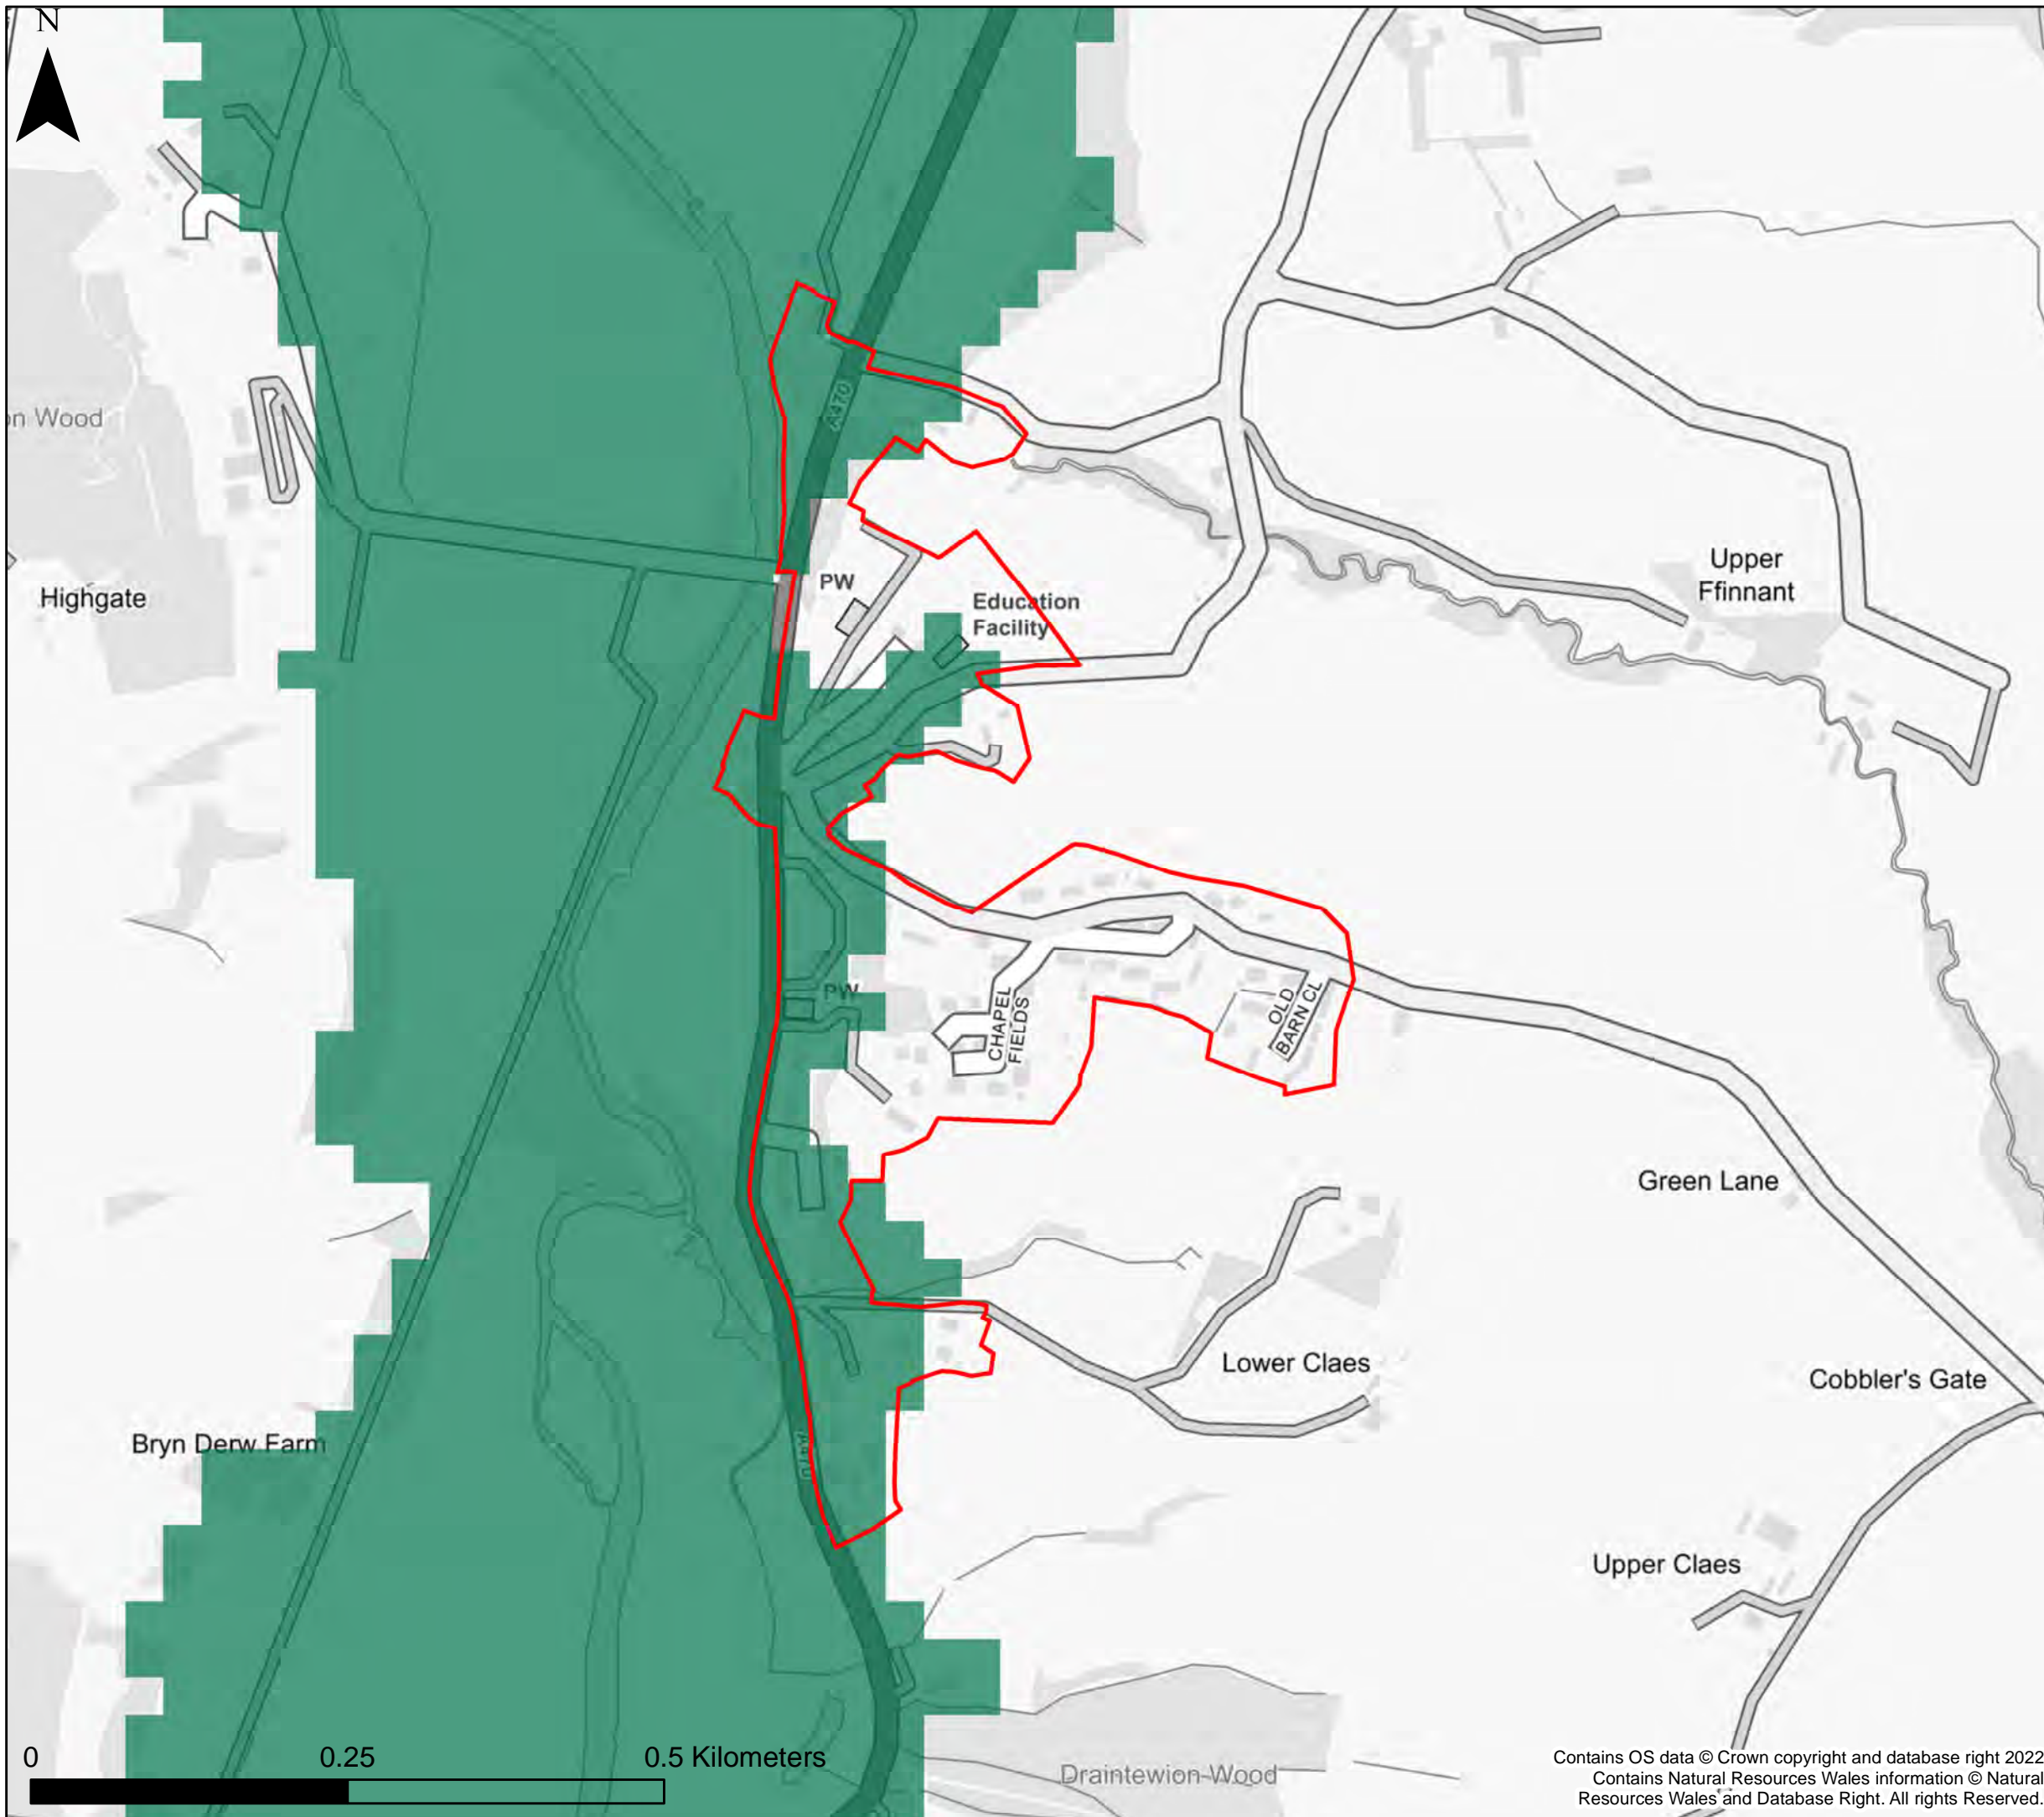 N
A470
on Wood
Highgate
PW
Education
Facility
Upper
Ffinnant
PW
CHAPEL
FIELDS
OLD
BARN CL
Green Lane
Lower Claes
Cobbler's Gate
Bryn Derw Farm
A470
Upper Claes
0
0.25
0.5 Kilometers
Draintewion Wood
Contains OS data © Crown copyright and database right 2022
Contains Natural Resources Wales information © Natural
Resources Wales and Database Right. All rights Reserved.